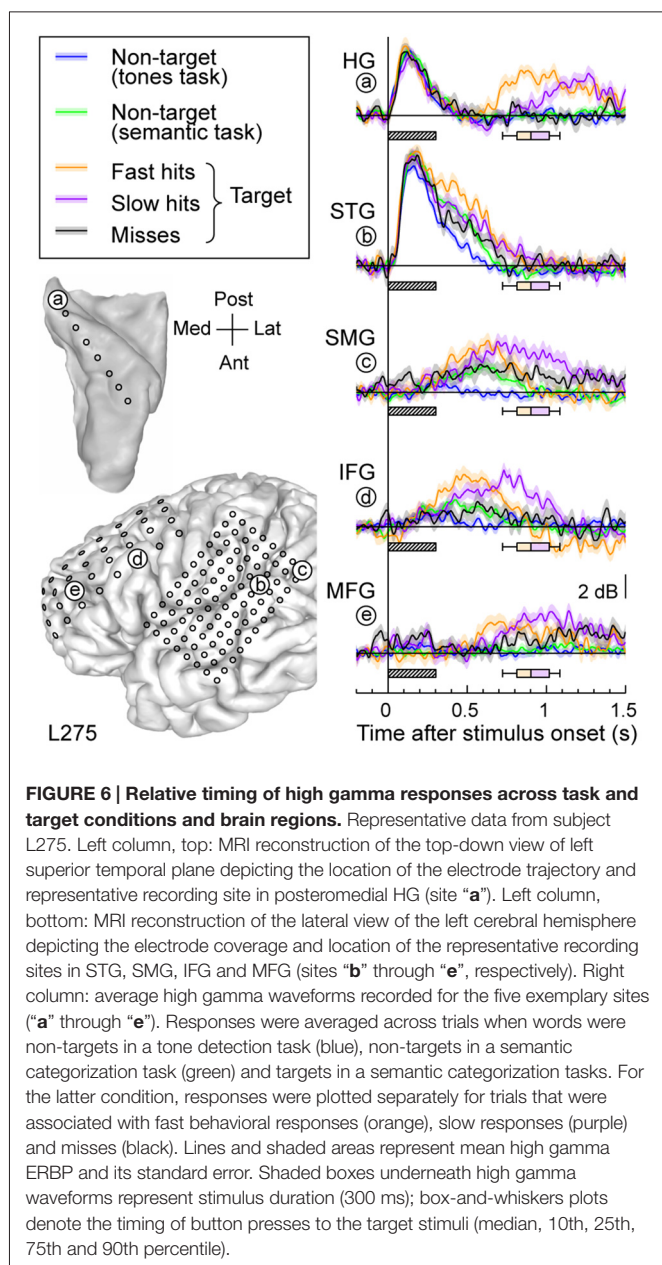 Non-target
(tones task)
Non-target
(semantic task)
Fast hits
Slow hits
Misses
Target
a
Post
Med
Lat
Ant
d
e
b
c
L275
HG
a
STG
b
SMG
c
IFG
d
2 dB
MFG
e
0 0.5 1 1.5
Time after stimulus onset (s)
FIGURE 6 | Relative timing of high gamma responses across task and
target conditions and brain regions. Representative data from subject
L275. Left column, top: MRI reconstruction of the top-down view of left
superior temporal plane depicting the location of the electrode trajectory and
representative recording site in posteromedial HG (site “a”). Left column,
bottom: MRI reconstruction of the lateral view of the left cerebral hemisphere
depicting the electrode coverage and location of the representative recording
sites in STG, SMG, IFG and MFG (sites “b” through “e”, respectively). Right
column: average high gamma waveforms recorded for the five exemplary sites
(“a” through “e”). Responses were averaged across trials when words were
non-targets in a tone detection task (blue), non-targets in a semantic
categorization task (green) and targets in a semantic categorization tasks. For
the latter condition, responses were plotted separately for trials that were
associated with fast behavioral responses (orange), slow responses (purple)
and misses (black). Lines and shaded areas represent mean high gamma
ERBP and its standard error. Shaded boxes underneath high gamma
waveforms represent stimulus duration (300 ms); box-and-whiskers plots
denote the timing of button presses to the target stimuli (median, 10th, 25th,
75th and 90th percentile).